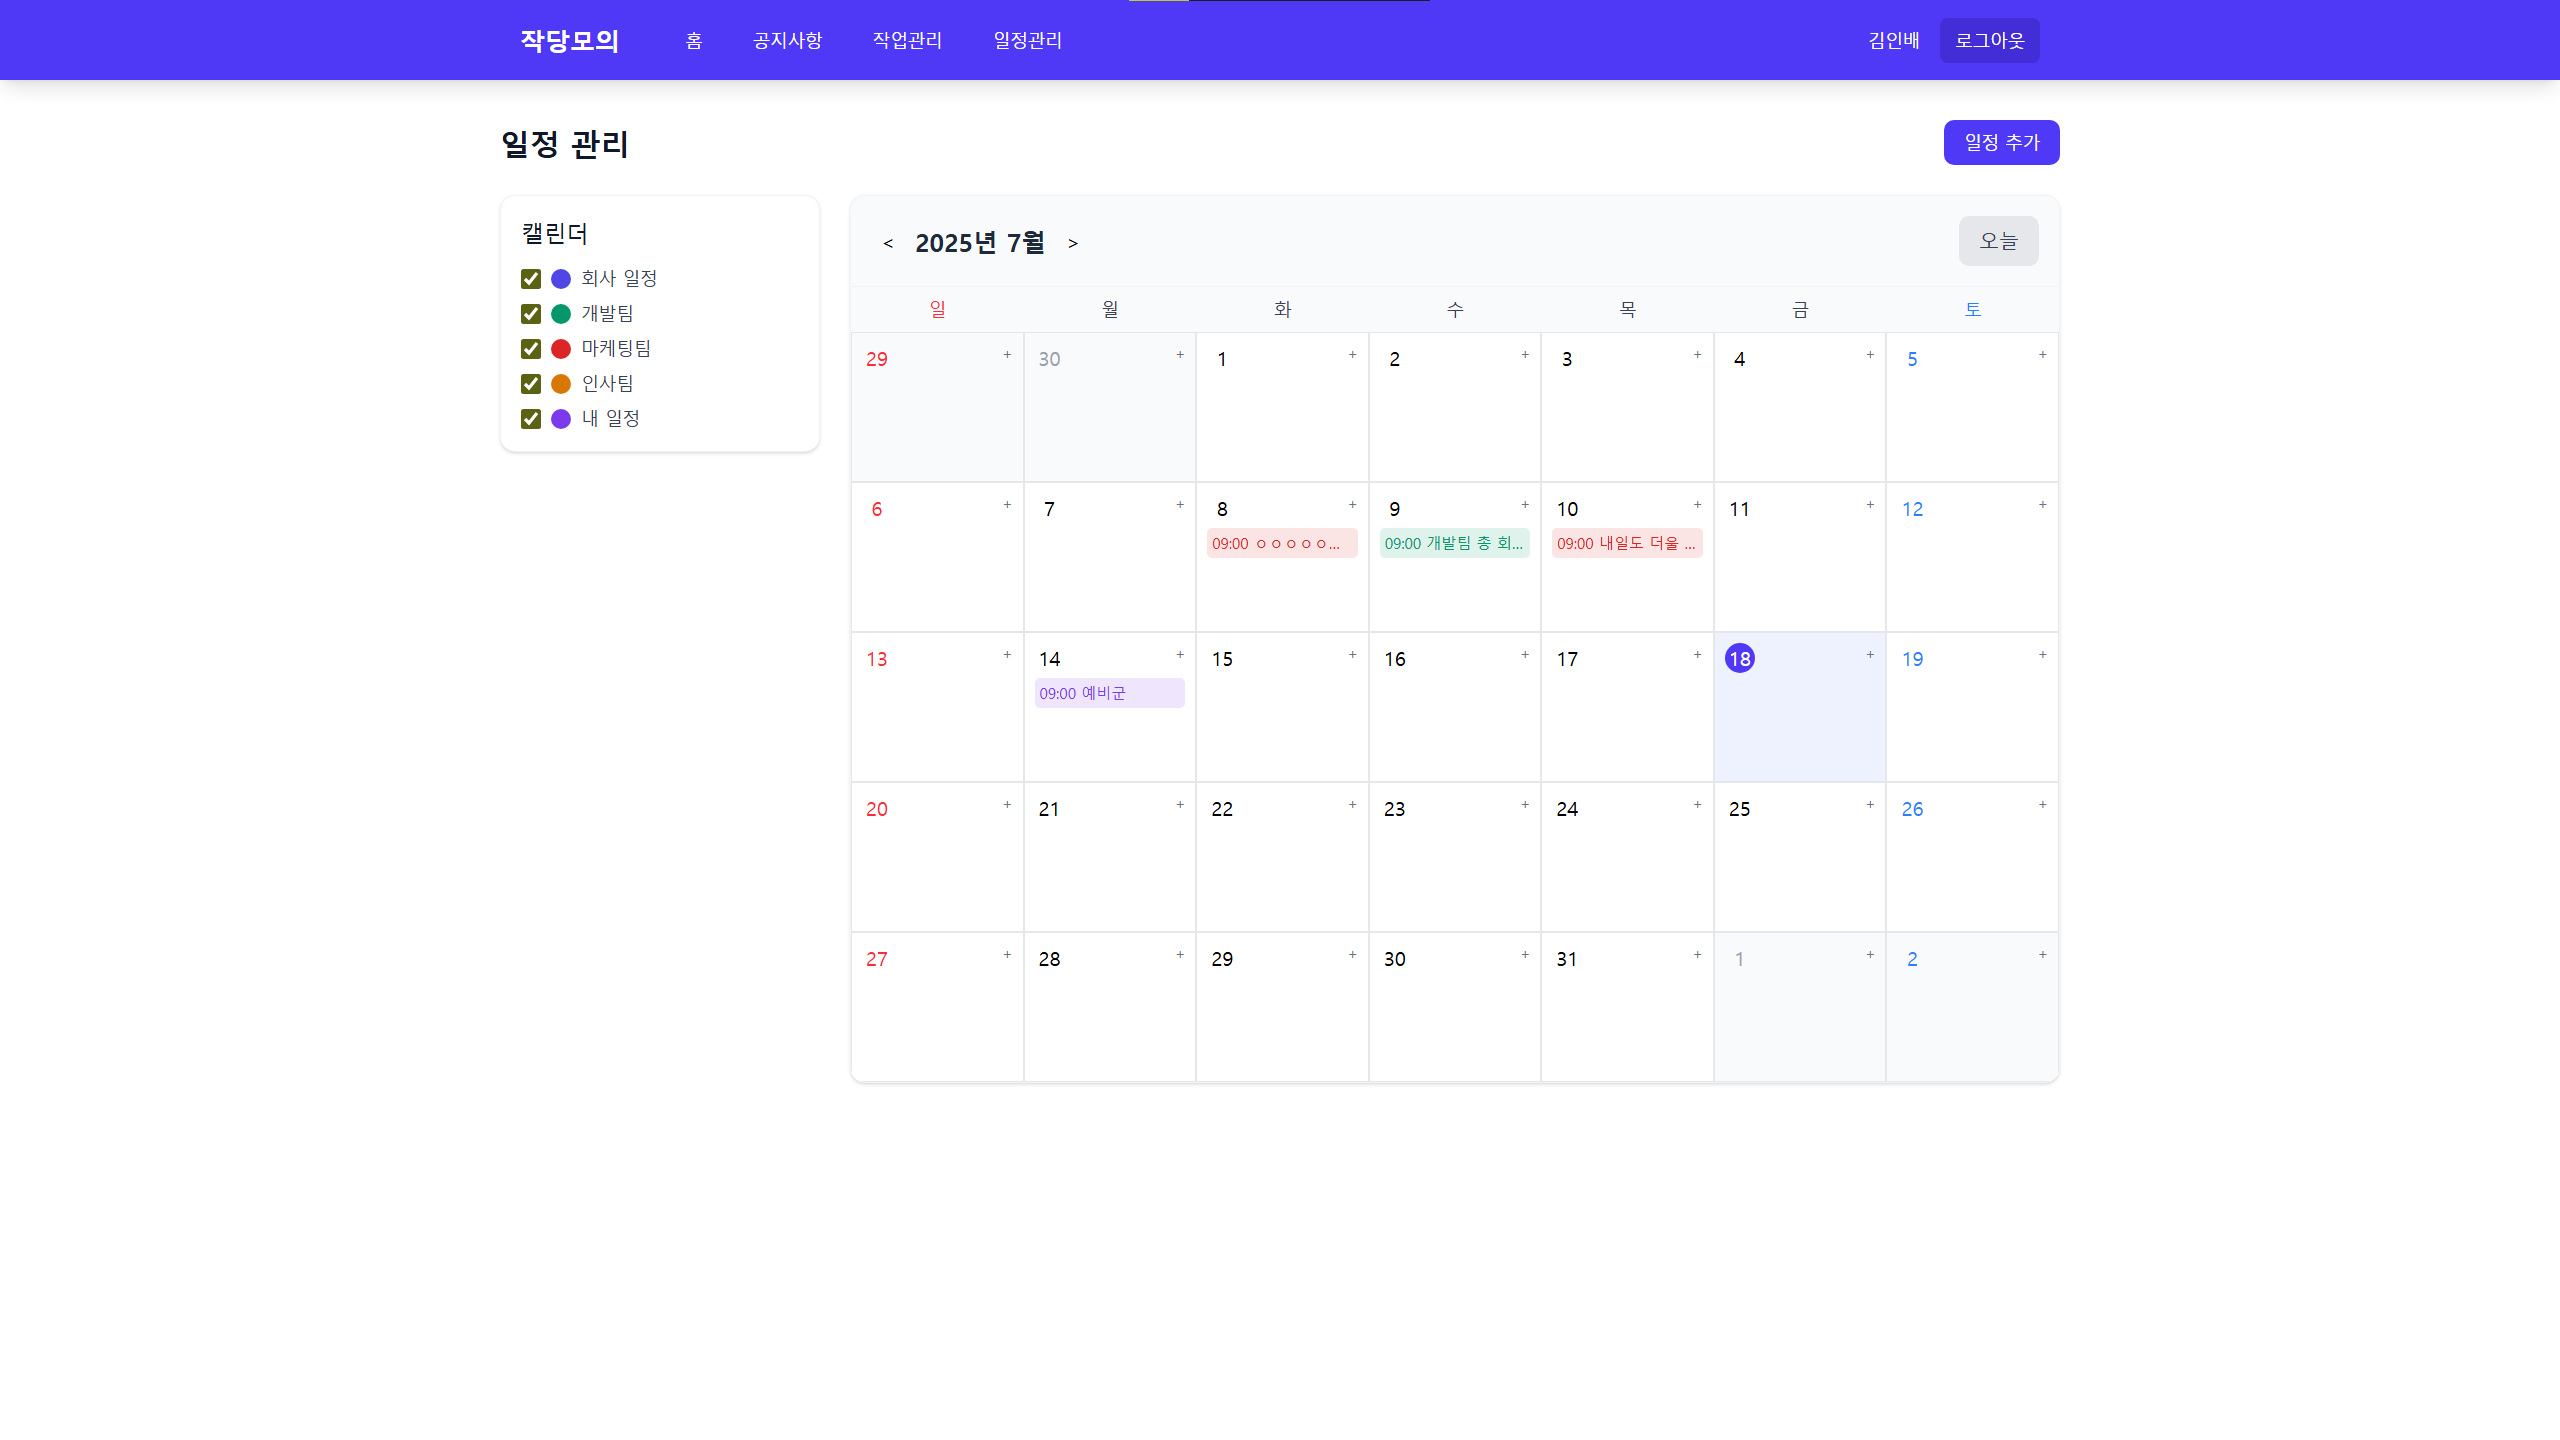 작당모의 홈 공지사항 작업관리 일정관리 김인배 로그아웃
일정 관리 일정 추가
캘린더
회사 일정
개발팀
마케팅팀
인사팀
내 일정
< 2025년 7월 > 오늘
일 월 화 수 목 금 토
29 + 30 + 1 + 2 + 3 + 4 + 5 +
6 + 7 + 8 + 9 + 10 + 11 + 12 +
09:00 ㅇㅇㅇㅇㅇ... 09:00 개발팀 총 회... 09:00 내일도 더울 ...
13 + 14 + 15 + 16 + 17 + 18 + 19 +
09:00 예비군
20 + 21 + 22 + 23 + 24 + 25 + 26 +
27 + 28 + 29 + 30 + 31 + 1 + 2 +